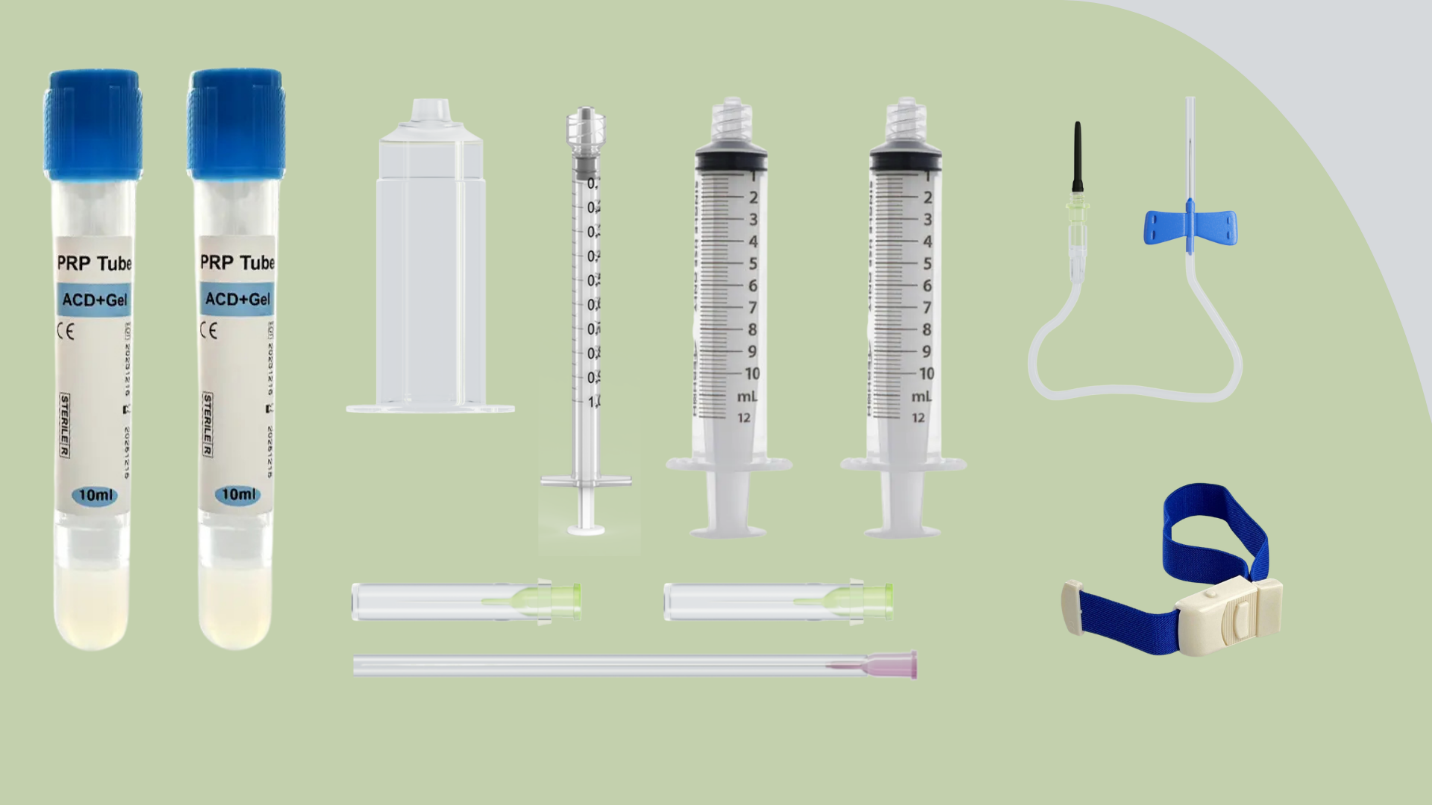 PRP Tube
ACD+Gel
CE
STERILE R
10ml
PRP Tube
ACD+Gel
CE
STERILE R
10ml
1
2
3
4
5
6
7
8
9
10
mL
12
1
2
3
4
5
6
7
8
9
10
mL
12